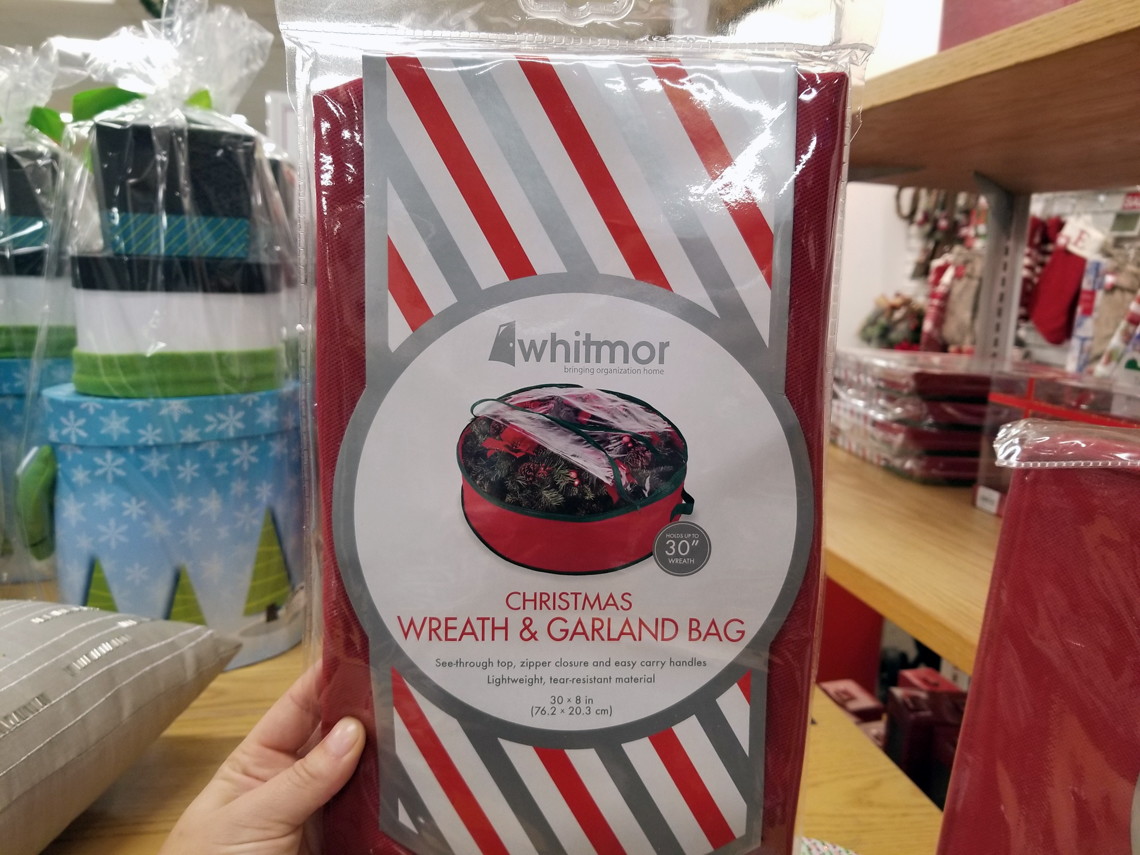 whitmor
bringing organization home
HOLDS UP TO
30"
WREATH
CHRISTMAS
WREATH & GARLAND BAG
See-through top, zipper closure and easy carry handles
Lightweight, tear-resistant material
30 × 8 in
(76.2 × 20.3 cm)
E